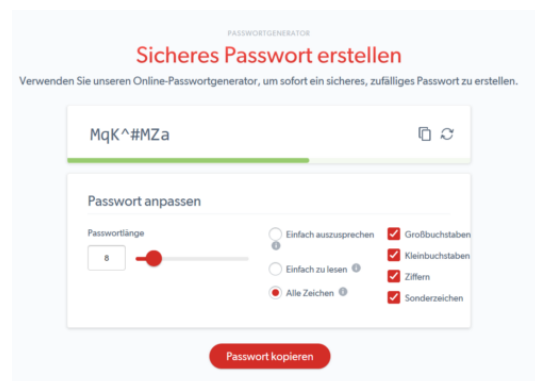 PASSWORTGENERATOR
Sicheres Passwort erstellen
Verwenden Sie unseren Online-Passwortgenerator, um sofort ein sicheres, zufälliges Passwort zu erstellen.
MqK^#MZa
Passwort anpassen
Passwortlänge
8
Einfach auszusprechen
Einfach zu lesen
Alle Zeichen
Großbuchstaben
Kleinbuchstaben
Ziffern
Sonderzeichen
Passwort kopieren